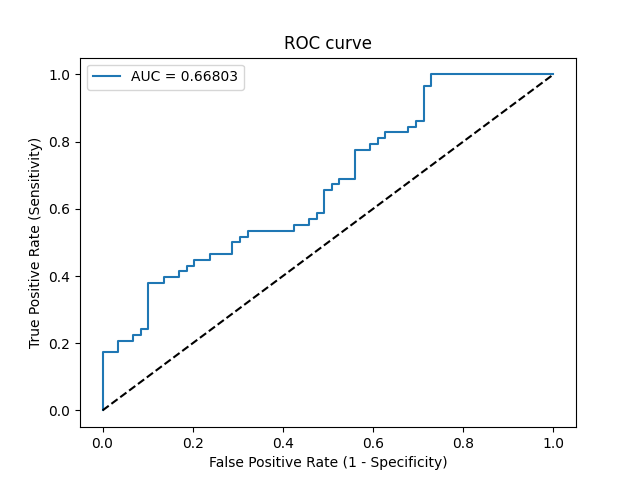 ROC curve
AUC = 0.66803
True Positive Rate (Sensitivity)
1.0
0.8
0.6
0.4
0.2
0.0
0.0 0.2 0.4 0.6 0.8 1.0
False Positive Rate (1 - Specificity)